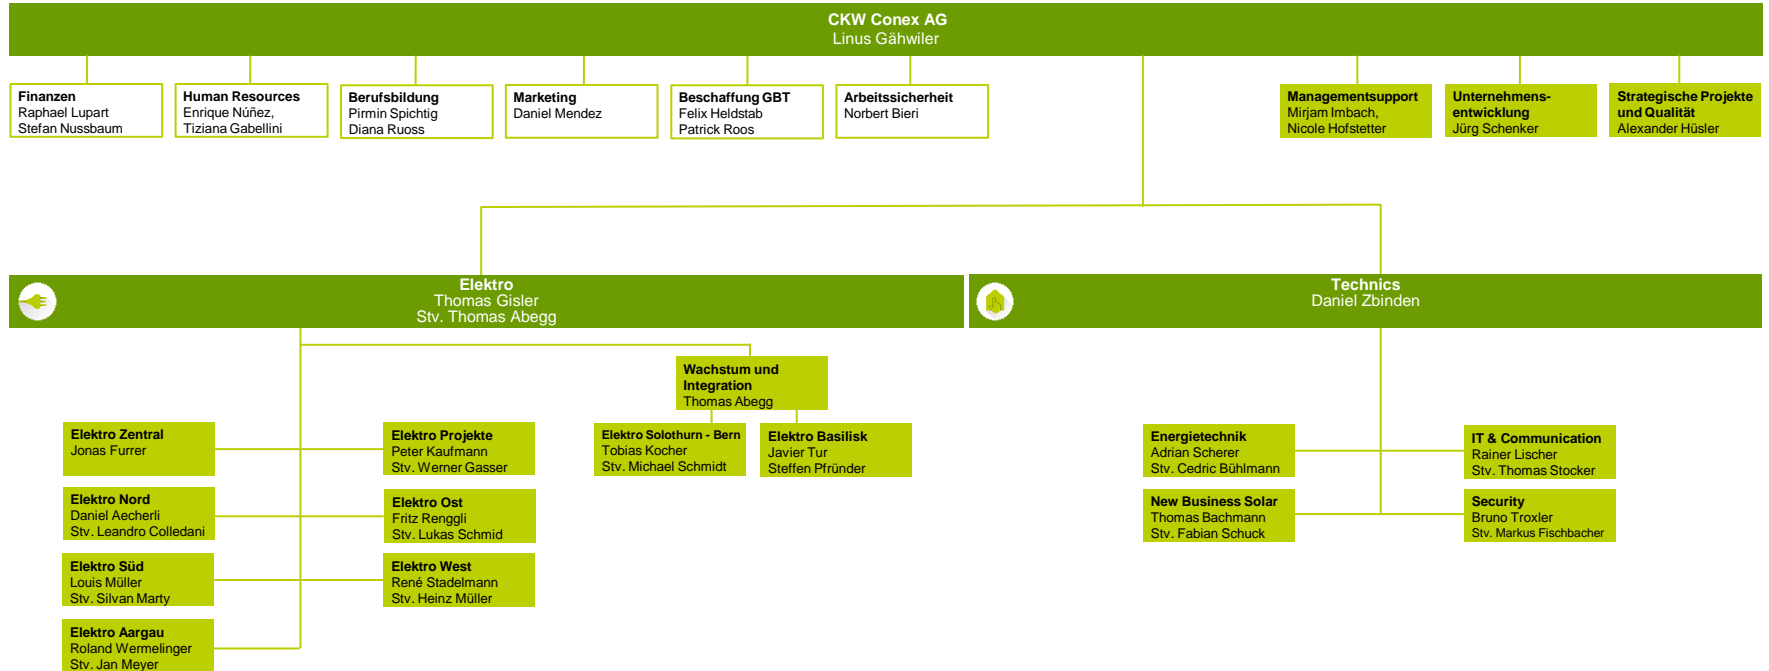 CKW Conex AG
Linus Gähwiler
Finanzen
Raphael Lupart
Stefan Nussbaum
Human Resources
Enrique Núñez,
Tiziana Gabellini
Berufsbildung
Pirmin Spichtig
Diana Ruoss
Marketing
Daniel Mendez
Beschaffung GBT
Felix Heldstab
Patrick Roos
Arbeitssicherheit
Norbert Bieri
Managementsupport
Mirjam Imbach,
Nicole Hofstetter
Unternehmens-
entwicklung
Jürg Schenker
Strategische Projekte
und Qualität
Alexander Hüsler
Elektro
Thomas Gisler
Stv. Thomas Abegg
Technics
Daniel Zbinden
Wachstum und
Integration
Thomas Abegg
Elektro Zentral
Jonas Furrer
Elektro Projekte
Peter Kaufmann
Stv. Werner Gasser
Elektro Solothurn - Bern
Tobias Kocher
Stv. Michael Schmidt
Elektro Basilisk
Javier Tur
Steffen Pfründer
Energietechnik
Adrian Scherer
Stv. Cedric Bühlmann
IT & Communication
Rainer Lischer
Stv. Thomas Stocker
Elektro Nord
Daniel Aecherli
Stv. Leandro Colledani
Elektro Ost
Fritz Renggli
Stv. Lukas Schmid
New Business Solar
Thomas Bachmann
Stv. Fabian Schuck
Security
Bruno Troxler
Stv. Markus Fischbacher
Elektro Süd
Louis Müller
Stv. Silvan Marty
Elektro West
René Stadelmann
Stv. Heinz Müller
Elektro Aargau
Roland Wermelinger
Stv. Jan Meyer